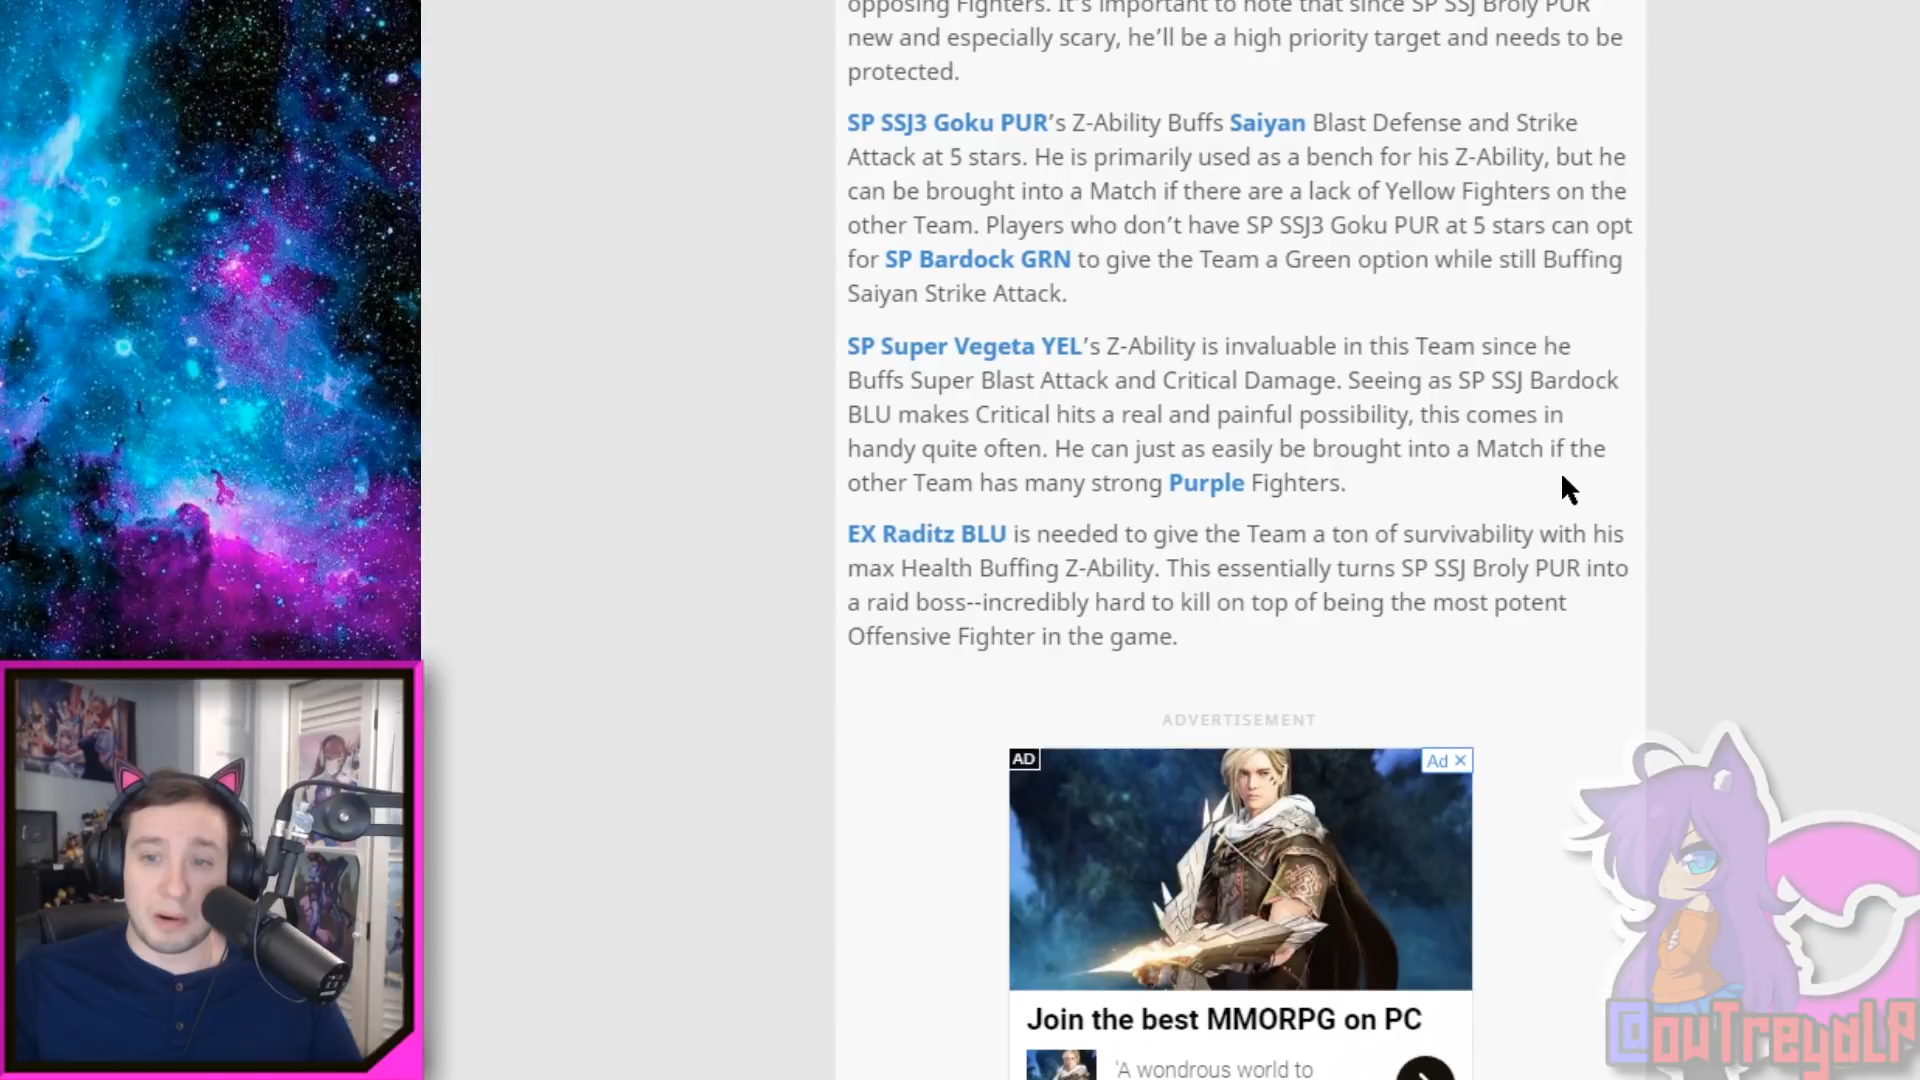 opposing Fighters. It's important to note that since SP SSJ Broly PUR
new and especially scary, he'll be a high priority target and needs to be
protected.
SP SSJ3 Goku PUR's Z-Ability Buffs Saiyan Blast Defense and Strike
Attack at 5 stars. He is primarily used as a bench for his Z-Ability, but he
can be brought into a Match if there are a lack of Yellow Fighters on the
other Team. Players who don't have SP SSJ3 Goku PUR at 5 stars can opt
for SP Bardock GRN to give the Team a Green option while still Buffing
Saiyan Strike Attack.
SP Super Vegeta YEL's Z-Ability is invaluable in this Team since he
Buffs Super Blast Attack and Critical Damage. Seeing as SP SSJ Bardock
BLU makes Critical hits a real and painful possibility, this comes in
handy quite often. He can just as easily be brought into a Match if the
other Team has many strong Purple Fighters.
EX Raditz BLU is needed to give the Team a ton of survivability with his
max Health Buffing Z-Ability. This essentially turns SP SSJ Broly PUR into
a raid boss--incredibly hard to kill on top of being the most potent
Offensive Fighter in the game.
ADVERTISEMENT
AD
Ad ✕
Join the best MMORPG on PC
'A wondrous world to
@owTreyalP